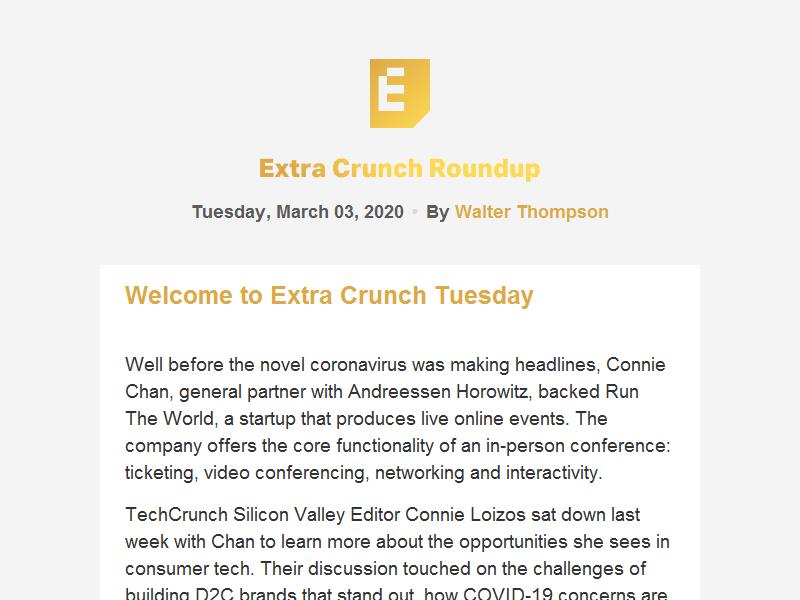 E
Extra Crunch Roundup
Tuesday, March 03, 2020 • By Walter Thompson
Welcome to Extra Crunch Tuesday
Well before the novel coronavirus was making headlines, Connie
Chan, general partner with Andreessen Horowitz, backed Run
The World, a startup that produces live online events. The
company offers the core functionality of an in-person conference:
ticketing, video conferencing, networking and interactivity.
TechCrunch Silicon Valley Editor Connie Loizos sat down last
week with Chan to learn more about the opportunities she sees in
consumer tech. Their discussion touched on the challenges of
building D2C brands that stand out, how COVID-19 concerns are